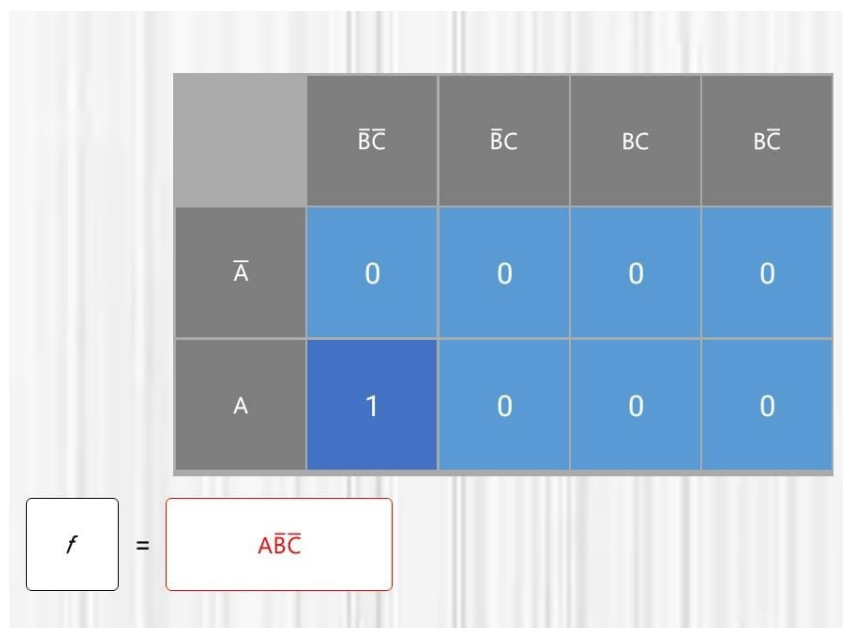 B̅C̅ B̅C BC BC̅
A̅ 0 0 0 0
A 1 0 0 0
f = AB̅C̅